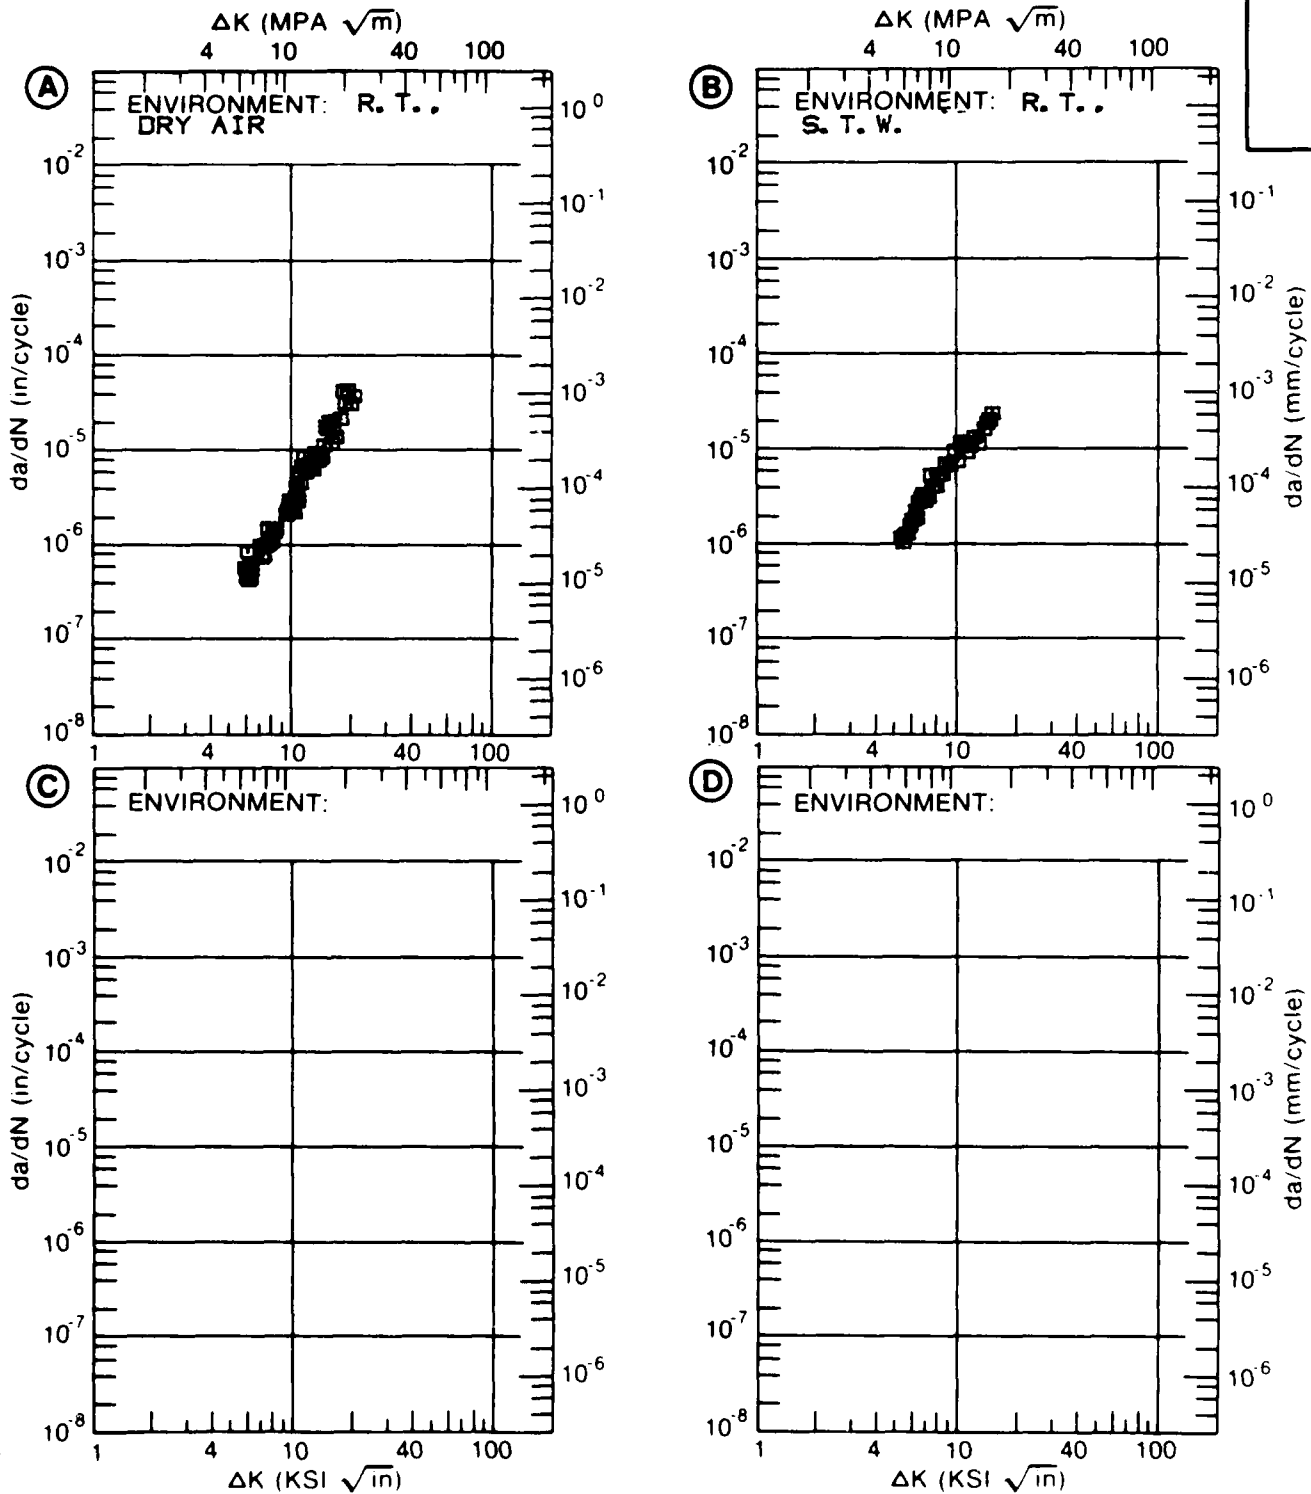 ΔK (MPA √m)
4 10 40 100
A
ENVIRONMENT: R. T.,
DRY AIR
10^0
10^-2
10^-1
10^-3
10^-2
10^-4
10^-3
10^-5
10^-4
10^-6
10^-5
10^-7
10^-6
10^-8
da/dN (in/cycle)
1 4 10 40 100
ΔK (MPA √m)
4 10 40 100
B
ENVIRONMENT: R. T.,
S. T. W.
10^-2
10^-1
10^-3
10^-2
10^-4
10^-3
10^-5
10^-4
10^-6
10^-5
10^-7
10^-6
10^-8
da/dN (mm/cycle)
1 4 10 40 100
C
ENVIRONMENT:
10^0
10^-2
10^-1
10^-3
10^-2
10^-4
10^-3
10^-5
10^-4
10^-6
10^-5
10^-7
10^-6
10^-8
da/dN (in/cycle)
1 4 10 40 100
ΔK (KSI √in)
D
ENVIRONMENT:
10^0
10^-2
10^-1
10^-3
10^-2
10^-4
10^-3
10^-5
10^-4
10^-6
10^-5
10^-7
10^-6
10^-8
da/dN (mm/cycle)
1 4 10 40 100
ΔK (KSI √in)